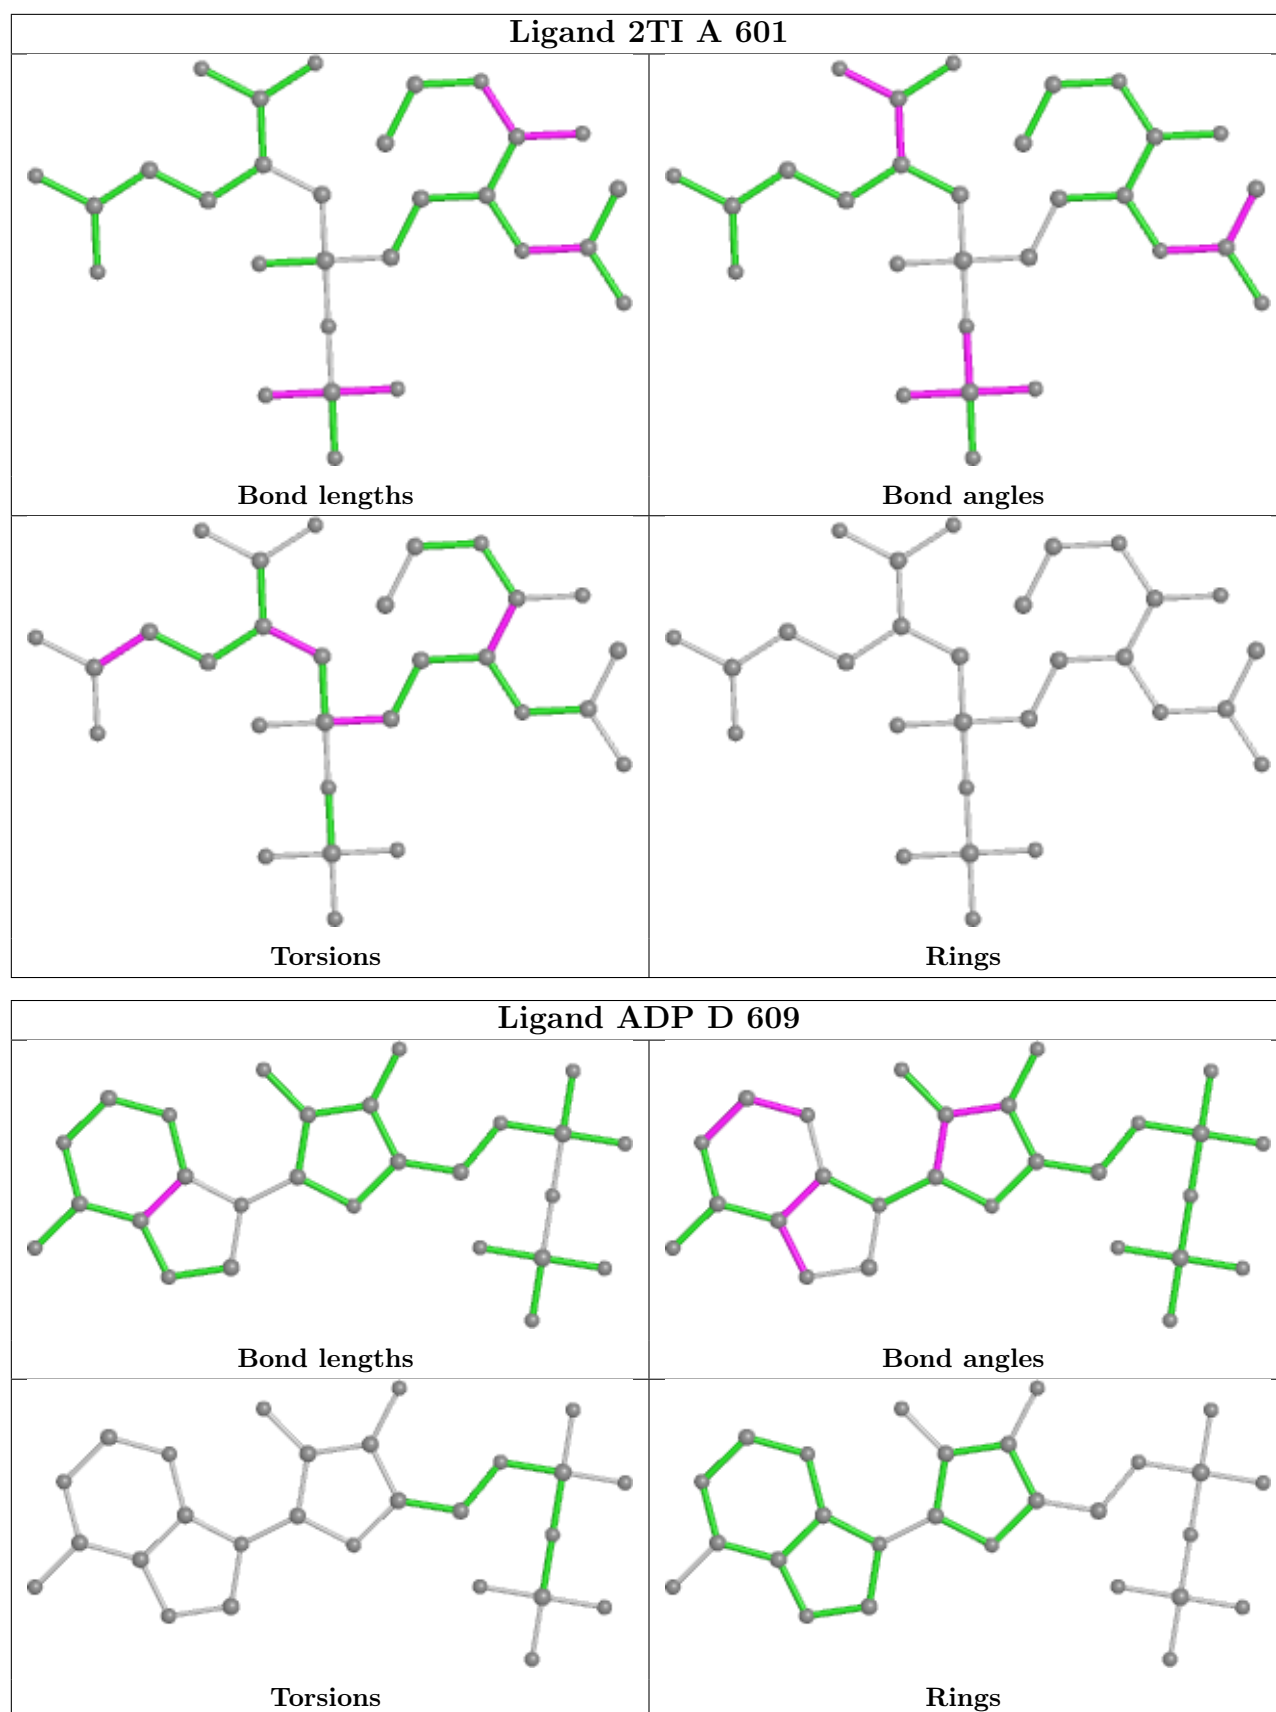 Ligand 2TI A 601
Bond lengths
Bond angles
Torsions
Rings
Ligand ADP D 609
Bond lengths
Bond angles
Torsions
Rings